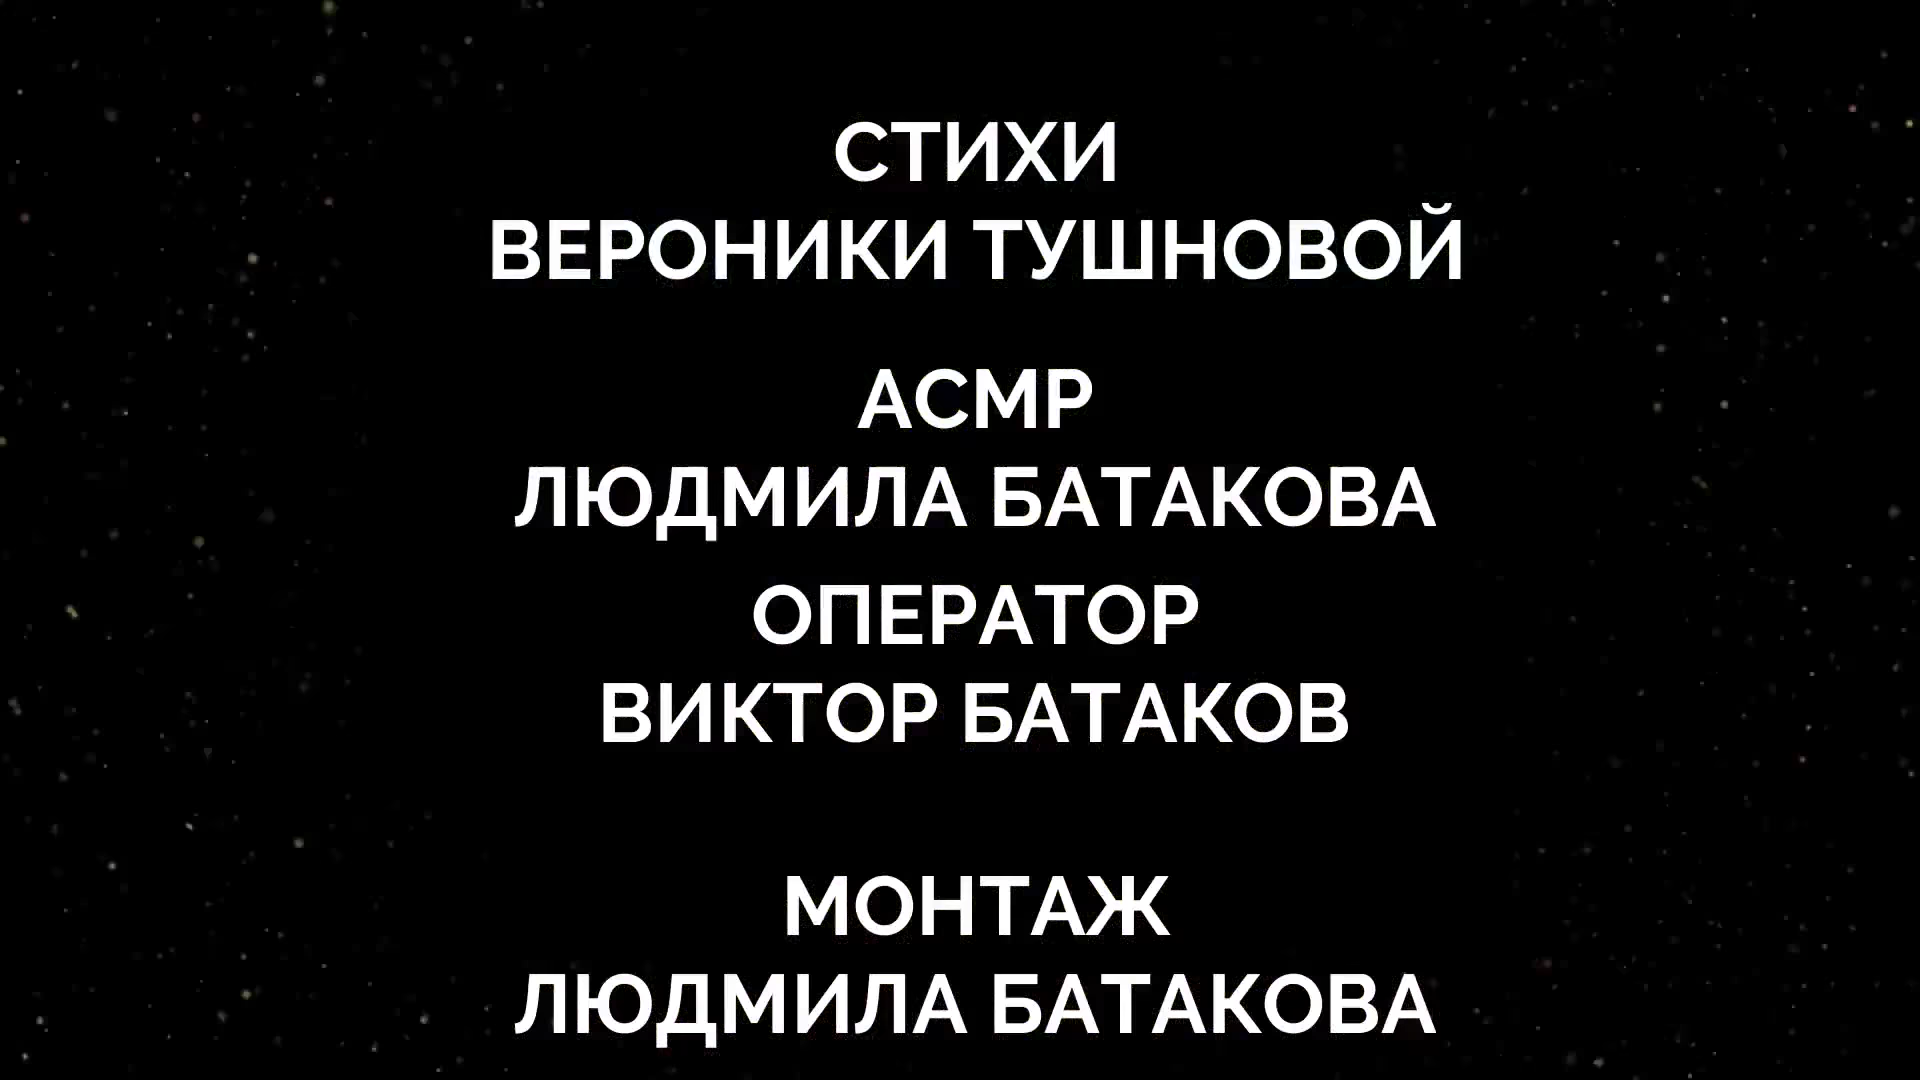 СТИХИ
ВЕРОНИКИ ТУШНОВОЙ
АСМР
ЛЮДМИЛА БАТАКОВА
ОПЕРАТОР
ВИКТОР БАТАКОВ
МОНТАЖ
ЛЮДМИЛА БАТАКОВА